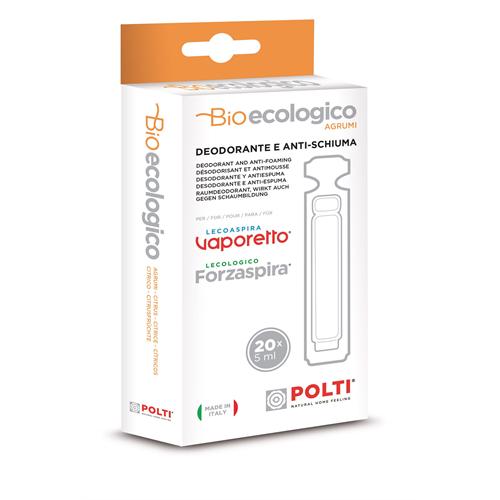 Bioecologico
AGRUMI
DEODORANTE E ANTI-SCHIUMA
DEODORANT AND ANTI-FOAMING
DÉSODORISANT ET ANTIMOUSSE
DESODORANTE Y ANTIESPUMA
DESODORANTE E ANTI-ESPUMA
RAUMDEODORANT, WIRKT AUCH
GEGEN SCHAUMBILDUNG
PER / FOR / POUR / PARA / FÜR
LECOASPIRA
vaporetto®
LECOLOGICO
Forzaspira®
20x
5 ml
MADE IN
ITALY
POLTI®
NATURAL HOME FEELING
Bioecologico
AGRUMI - CITRUS - CITRICE - CITRICOS
CITRICO - CITRUSFRÜCHTE
POLTI®